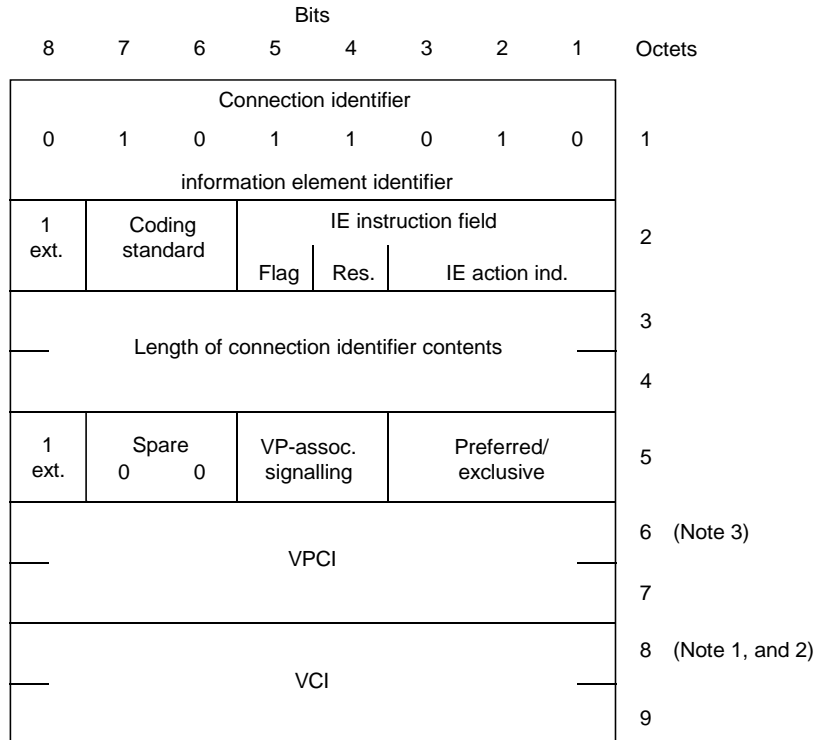 Bits
8 7 6 5 4 3 2 1 Octets
Connection identifier
0 1 0 1 1 0 1 0 1
information element identifier
1 ext. Coding standard IE instruction field 2
Flag Res. IE action ind.
3
Length of connection identifier contents
4
1 ext. Spare 0 0 VP-assoc. signalling Preferred/ exclusive 5
6 (Note 3)
VPCI
7
8 (Note 1, and 2)
VCI
9